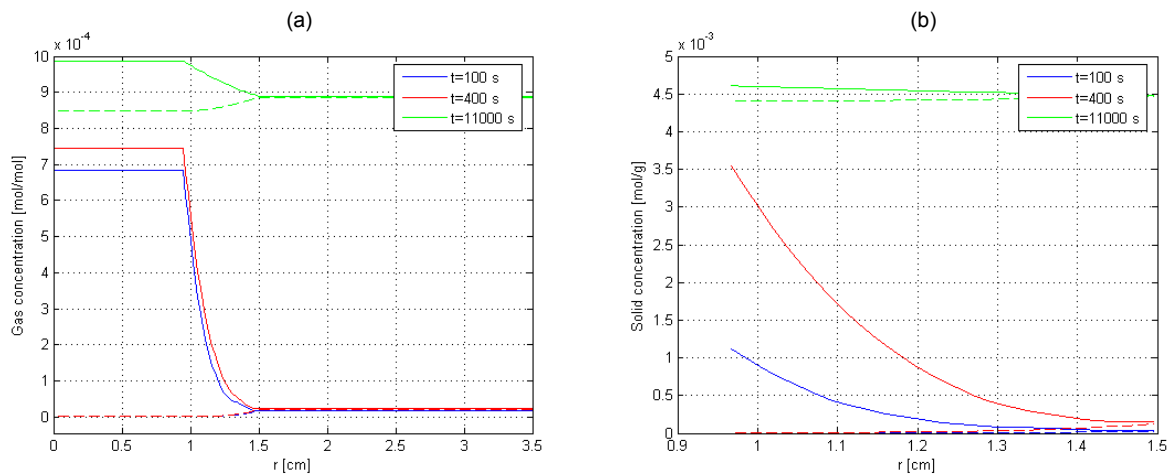 (a)
x 10-4
10
9
8
7
6
5
4
3
2
1
0
Gas concentration [mol/mol]
0 0.5 1 1.5 2 2.5 3 3.5
r [cm]
t=100 s
t=400 s
t=11000 s
(b)
x 10-3
5
4.5
4
3.5
3
2.5
2
1.5
1
0.5
0
Solid concentration [mol/g]
0.9 1 1.1 1.2 1.3 1.4 1.5
r [cm]
t=100 s
t=400 s
t=11000 s